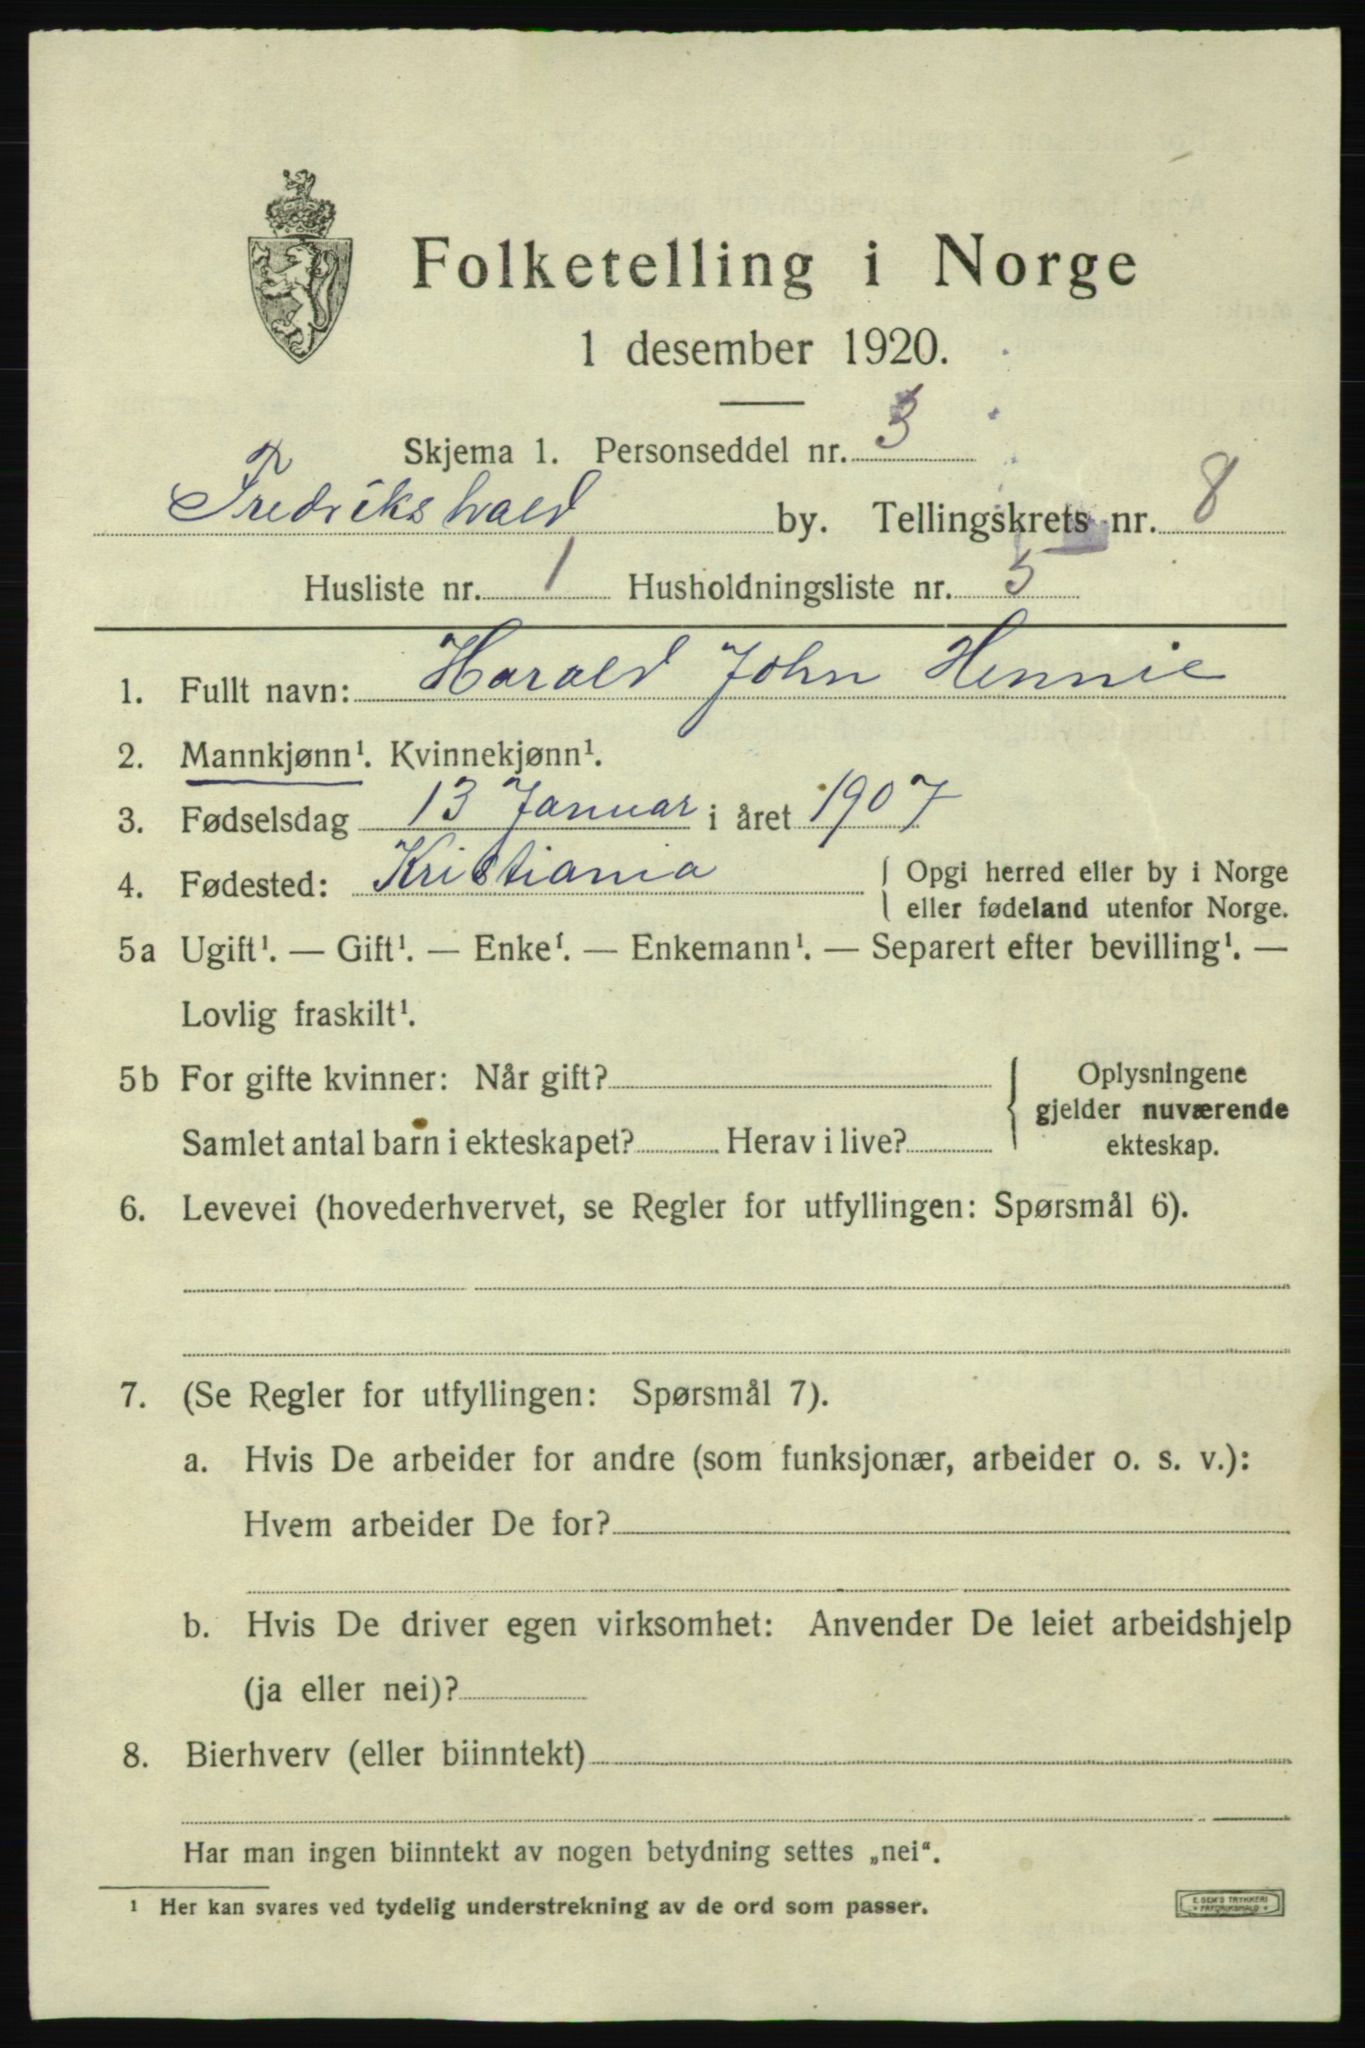 Folketelling i Norge
1 desember 1920.
Skjema 1. Personseddel nr. 3
Fredrikshald by. Tellingskrets nr. 8
Husliste nr. 1 Husholdningsliste nr. 5
1. Fullt navn: Harald John Hennie
2. Mannkjønn¹. Kvinnekjønn¹.
3. Fødselsdag 13 Januar i året 1907
4. Fødested: Kristiania { Opgi herred eller by i Norge
eller fødeland utenfor Norge.
5a Ugift¹. — Gift¹. — Enke¹. — Enkemann¹. — Separert efter bevilling¹. —
Lovlig fraskilt¹.
5b For gifte kvinner: Når gift? { Oplysningene
gjelder nuværende
Samlet antal barn i ekteskapet? Herav i live? ekteskap.
6. Levevei (hovederhvervet, se Regler for utfyllingen: Spørsmål 6).
7. (Se Regler for utfyllingen: Spørsmål 7).
a. Hvis De arbeider for andre (som funksjonær, arbeider o. s. v.):
Hvem arbeider De for?
b. Hvis De driver egen virksomhet: Anvender De leiet arbeidshjelp
(ja eller nei)?
8. Bierhverv (eller biinntekt)
Har man ingen biinntekt av nogen betydning settes „nei“.
¹ Her kan svares ved tydelig understrekning av de ord som passer.
E. SEM'S TRYKKERI
FREDRIKSHALD